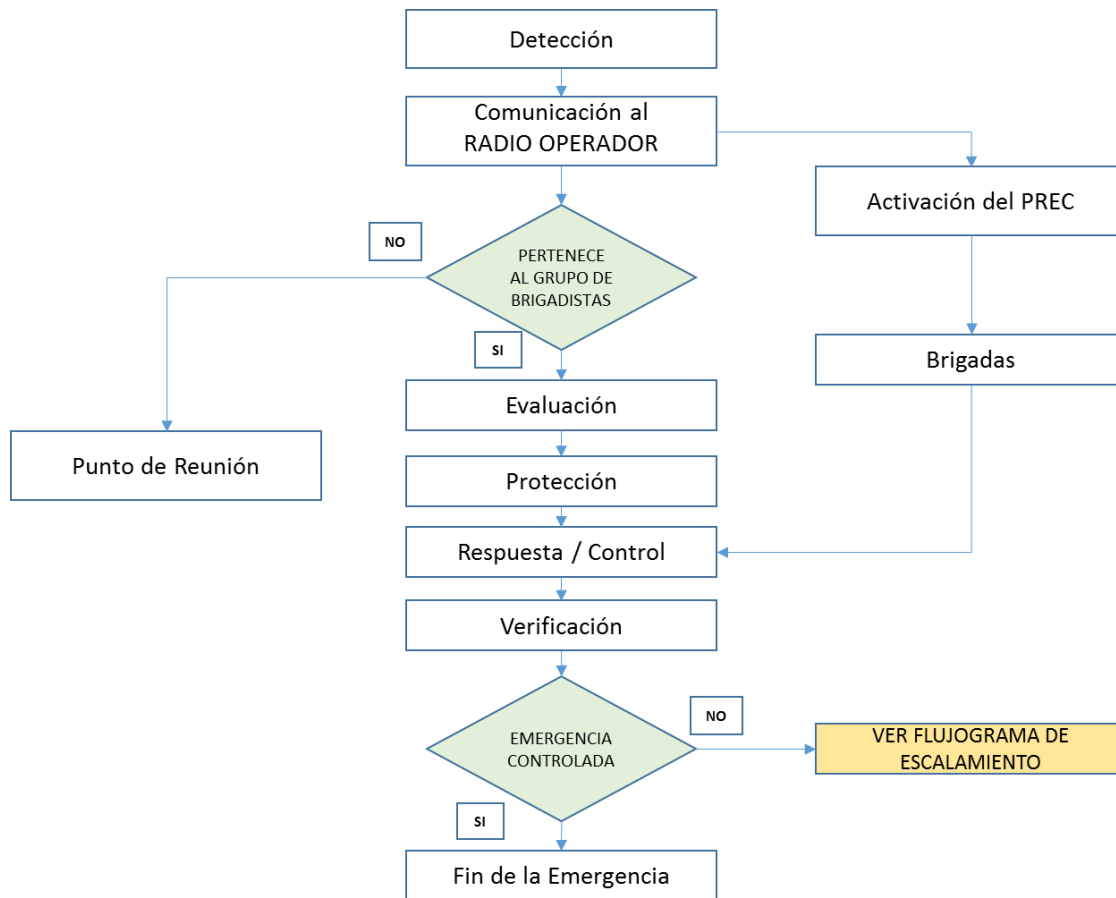 Detección
Comunicación al
RADIO OPERADOR
Activación del PREC
NO
PERTENECE
AL GRUPO DE
BRIGADISTAS
SI
Brigadas
Evaluación
Punto de Reunión
Protección
Respuesta / Control
Verificación
NO
EMERGENCIA
CONTROLADA
VER FLUJOGRAMA DE
ESCALAMIENTO
SI
Fin de la Emergencia